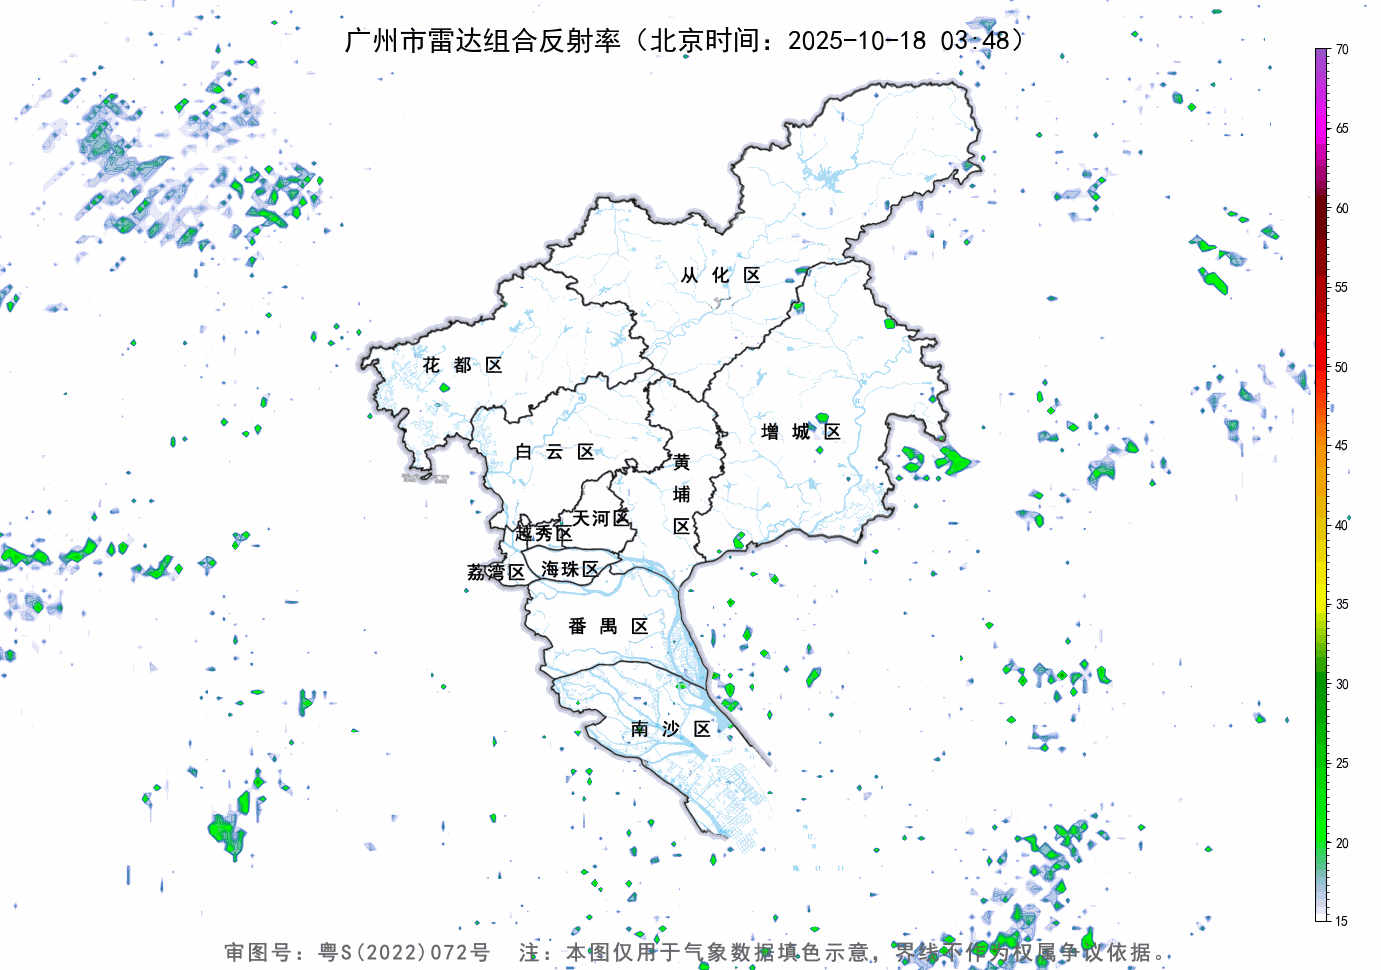 广州市雷达组合反射率（北京时间：2025-10-18 03:48）
70
65
60
55
50
45
40
35
30
25
20
15
从化区
花都区
增城区
白云区
黄埔区
天河区
越秀区
荔湾区
海珠区
番禺区
南沙区
审图号：粤S(2022)072号 注：本图仅用于气象数据填色示意，界线不作为权属争议依据。